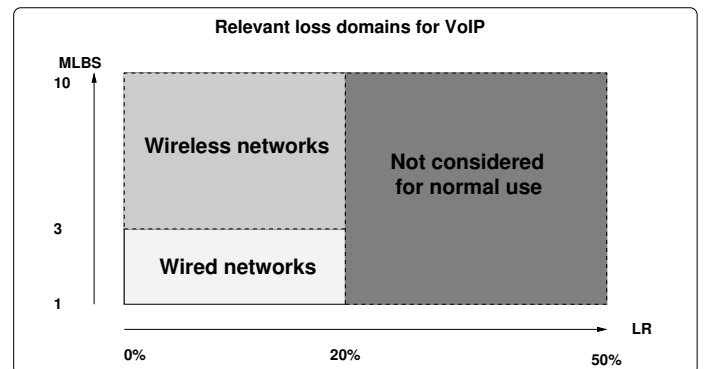 Relevant loss domains for VoIP
MLBS
10
Wireless networks
Not considered
for normal use
3
Wired networks
1
LR
0%
20%
50%